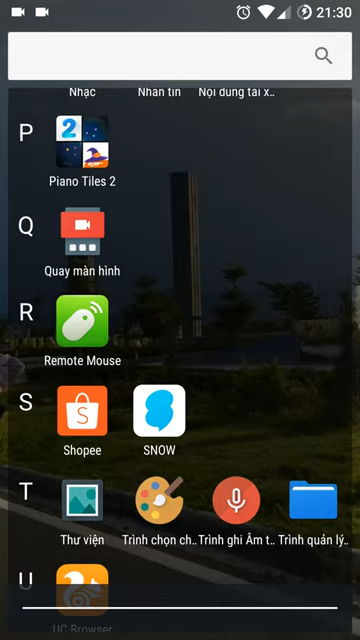 21:30
Nhạc Nhắn tin Nội dung tải x..
P
2
Piano Tiles 2
Q
Quay màn hình
R
Remote Mouse
S
S
Shopee SNOW
T
Thư viện Trình chọn ch.. Trình ghi Âm t.. Trình quản lý..
U
UC Browser